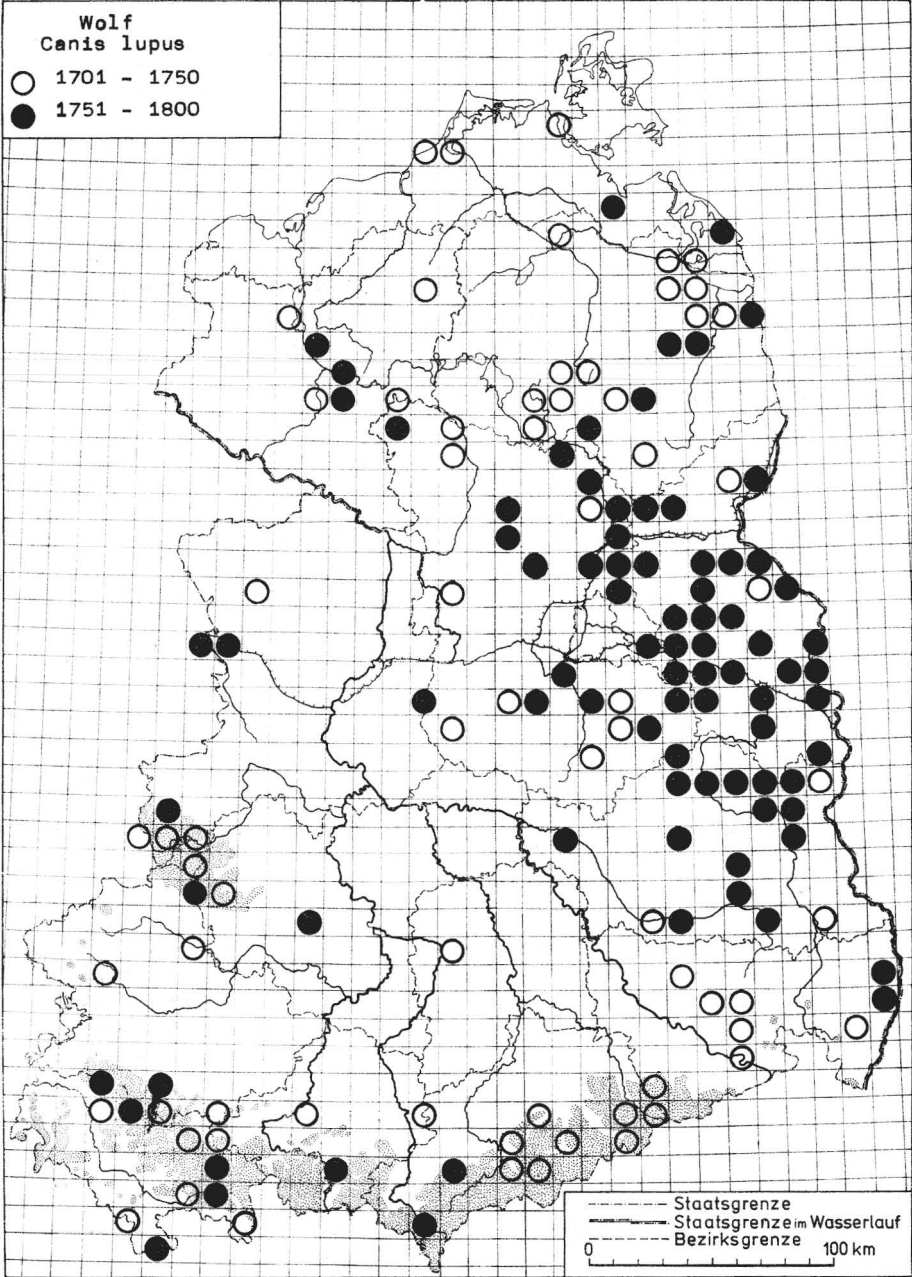 Wolf
Canis lupus
1701 - 1750
1751 - 1800
Staatsgrenze
Staatsgrenze im Wasserlauf
Bezirksgrenze
0 100 km